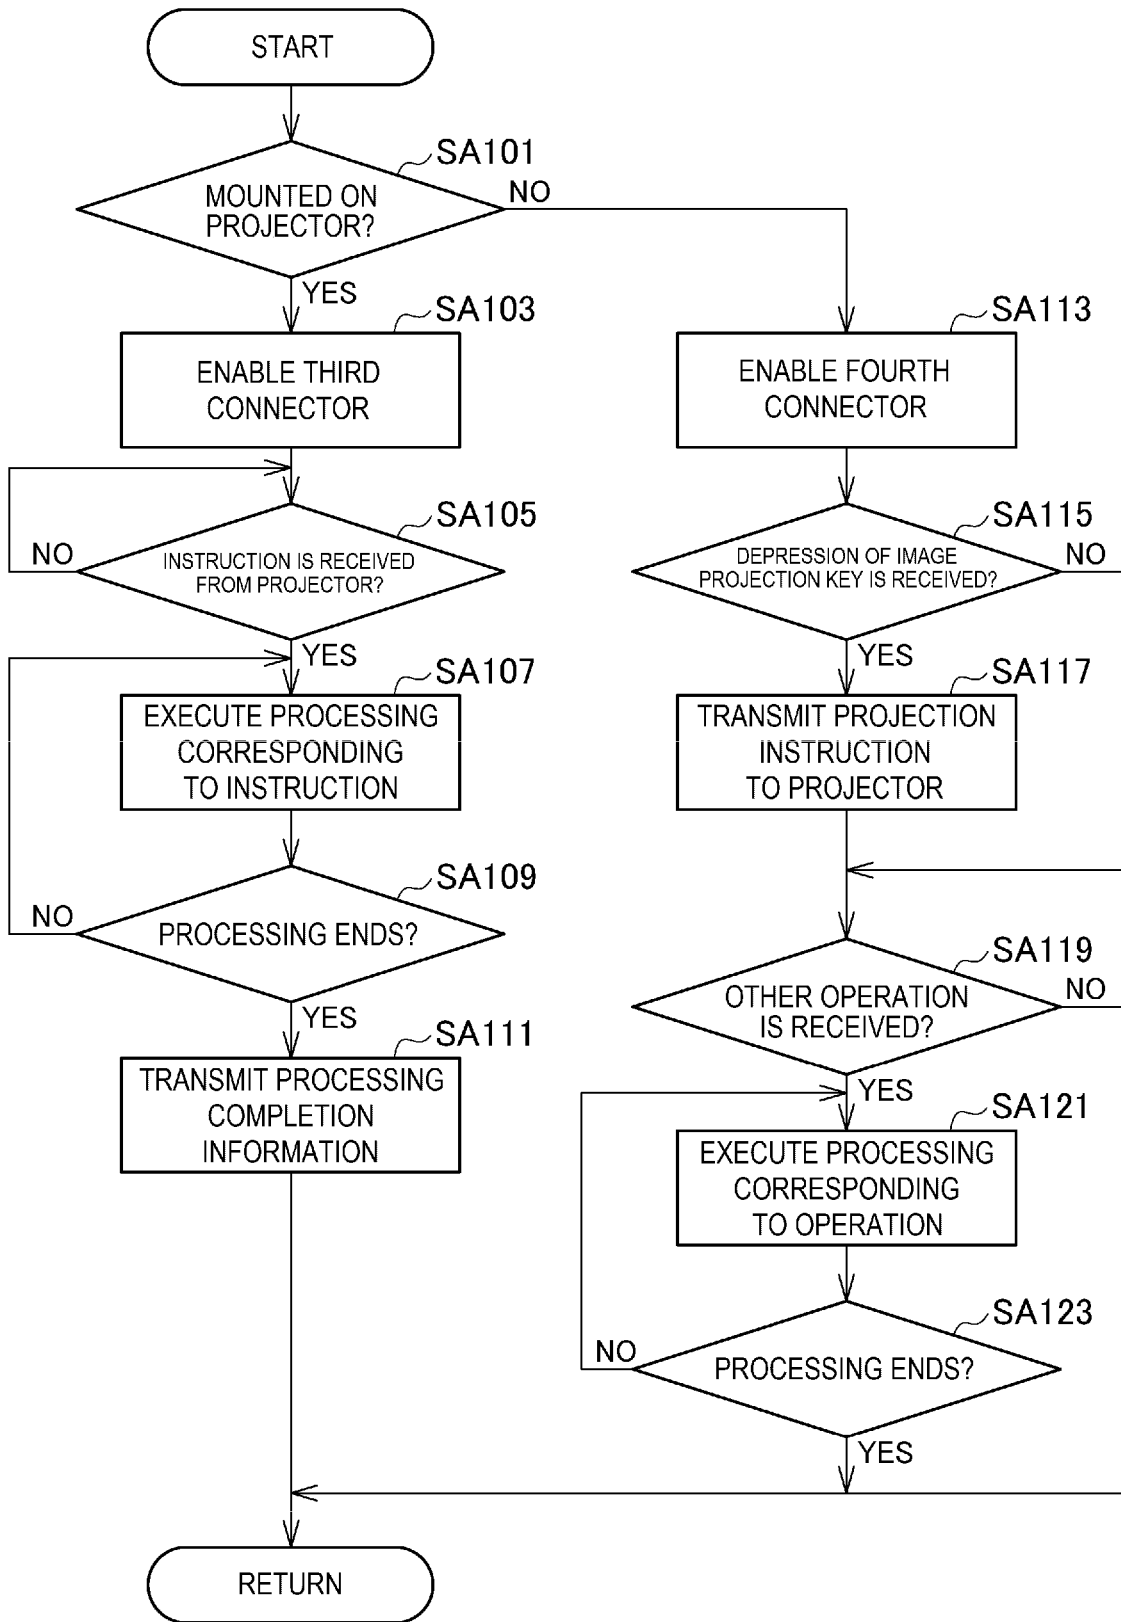 START
SA101
MOUNTED ON
PROJECTOR?
NO
YES
SA103
ENABLE THIRD
CONNECTOR
SA105
INSTRUCTION IS RECEIVED
FROM PROJECTOR?
NO
YES
SA107
EXECUTE PROCESSING
CORRESPONDING
TO INSTRUCTION
SA109
PROCESSING ENDS?
NO
YES
SA111
TRANSMIT PROCESSING
COMPLETION
INFORMATION
SA113
ENABLE FOURTH
CONNECTOR
SA115
DEPRESSION OF IMAGE
PROJECTION KEY IS RECEIVED?
NO
YES
SA117
TRANSMIT PROJECTION
INSTRUCTION
TO PROJECTOR
SA119
OTHER OPERATION
IS RECEIVED?
NO
YES
SA121
EXECUTE PROCESSING
CORRESPONDING
TO OPERATION
SA123
PROCESSING ENDS?
NO
YES
RETURN